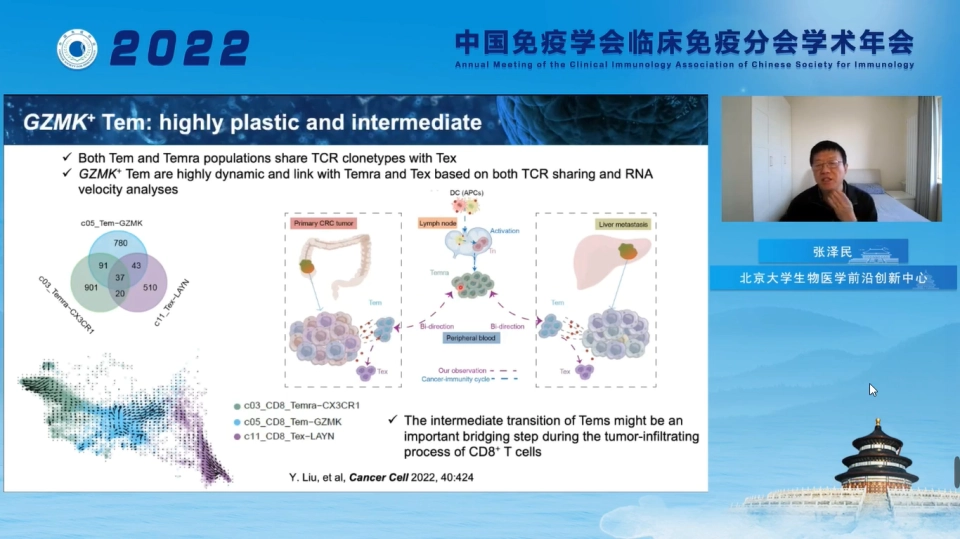 2022
中国免疫学会临床免疫分会学术年会
Annual Meeting of the Clinical Immunology Association of Chinese Society for Immunology
GZMK⁺ Tem: highly plastic and intermediate
✓ Both Tem and Temra populations share TCR clonetypes with Tex
✓ GZMK⁺ Tem are highly dynamic and link with Temra and Tex based on both TCR sharing and RNA
velocity analyses
c05_Tem−GZMK
780
91
43
37
901
20
510
c03_Temra−CX3CR1
c11_Tex−LAYN
DC (APCs)
Primary CRC tumor
Lymph node
Liver metastasis
Activation
Tn
Temra
Tem
Tem
Bi-direction
Bi-direction
Peripheral blood
Tex
Tex
Our observation
Cancer-immunity cycle
c03_CD8_Temra−CX3CR1
c05_CD8_Tem−GZMK
c11_CD8_Tex−LAYN
✓ The intermediate transition of Tems might be an
important bridging step during the tumor-infiltrating
process of CD8⁺ T cells
Y. Liu, et al, Cancer Cell 2022, 40:424
张泽民
北京大学生物医学前沿创新中心